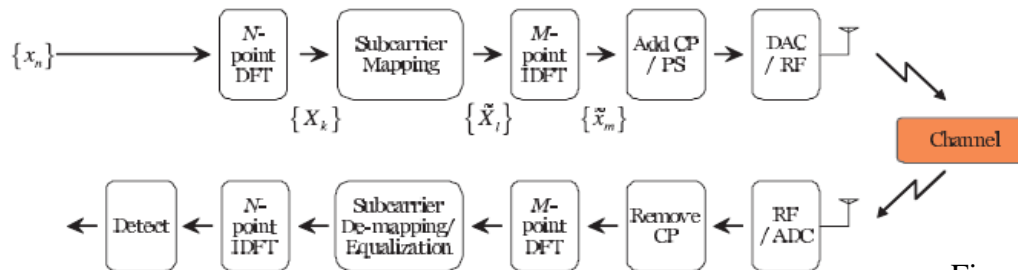 {x_n}
N-
point
DFT
Subcarrier
Mapping
M-
point
IDFT
Add CP
/ PS
DAC
/ RF
{X_k}
{X̃_l}
{x̃_m}
Channel
Detect
N-
point
IDFT
Subcarrier
De-mapping/
Equalization
M-
point
DFT
Remove
CP
RF
/ ADC